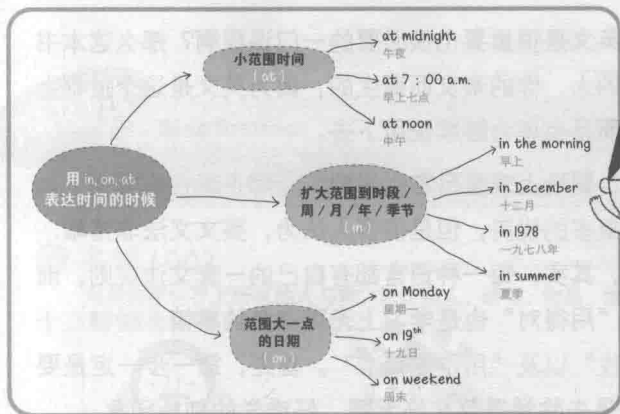 小范围时间
(at)
at midnight
午夜
at 7 : 00 a.m.
早上七点
at noon
中午
用 in, on, at
表达时间的时候
扩大范围到时段 /
周 / 月 / 年 / 季节
(in)
in the morning
早上
in December
十二月
in 1978
一九七八年
in summer
夏季
范围大一点
的日期
(on)
on Monday
星期一
on 19th
十九日
on weekend
周末